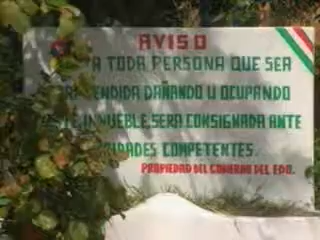 AVISO
A TODA PERSONA QUE SEA
ENDIDA DAÑANDO U OCUPANDO
INMUEBLE, SERA CONSIGNADA ANTE
IDADES COMPETENTES.
PROPIEDAD DEL GOBIERNO DEL EDO.